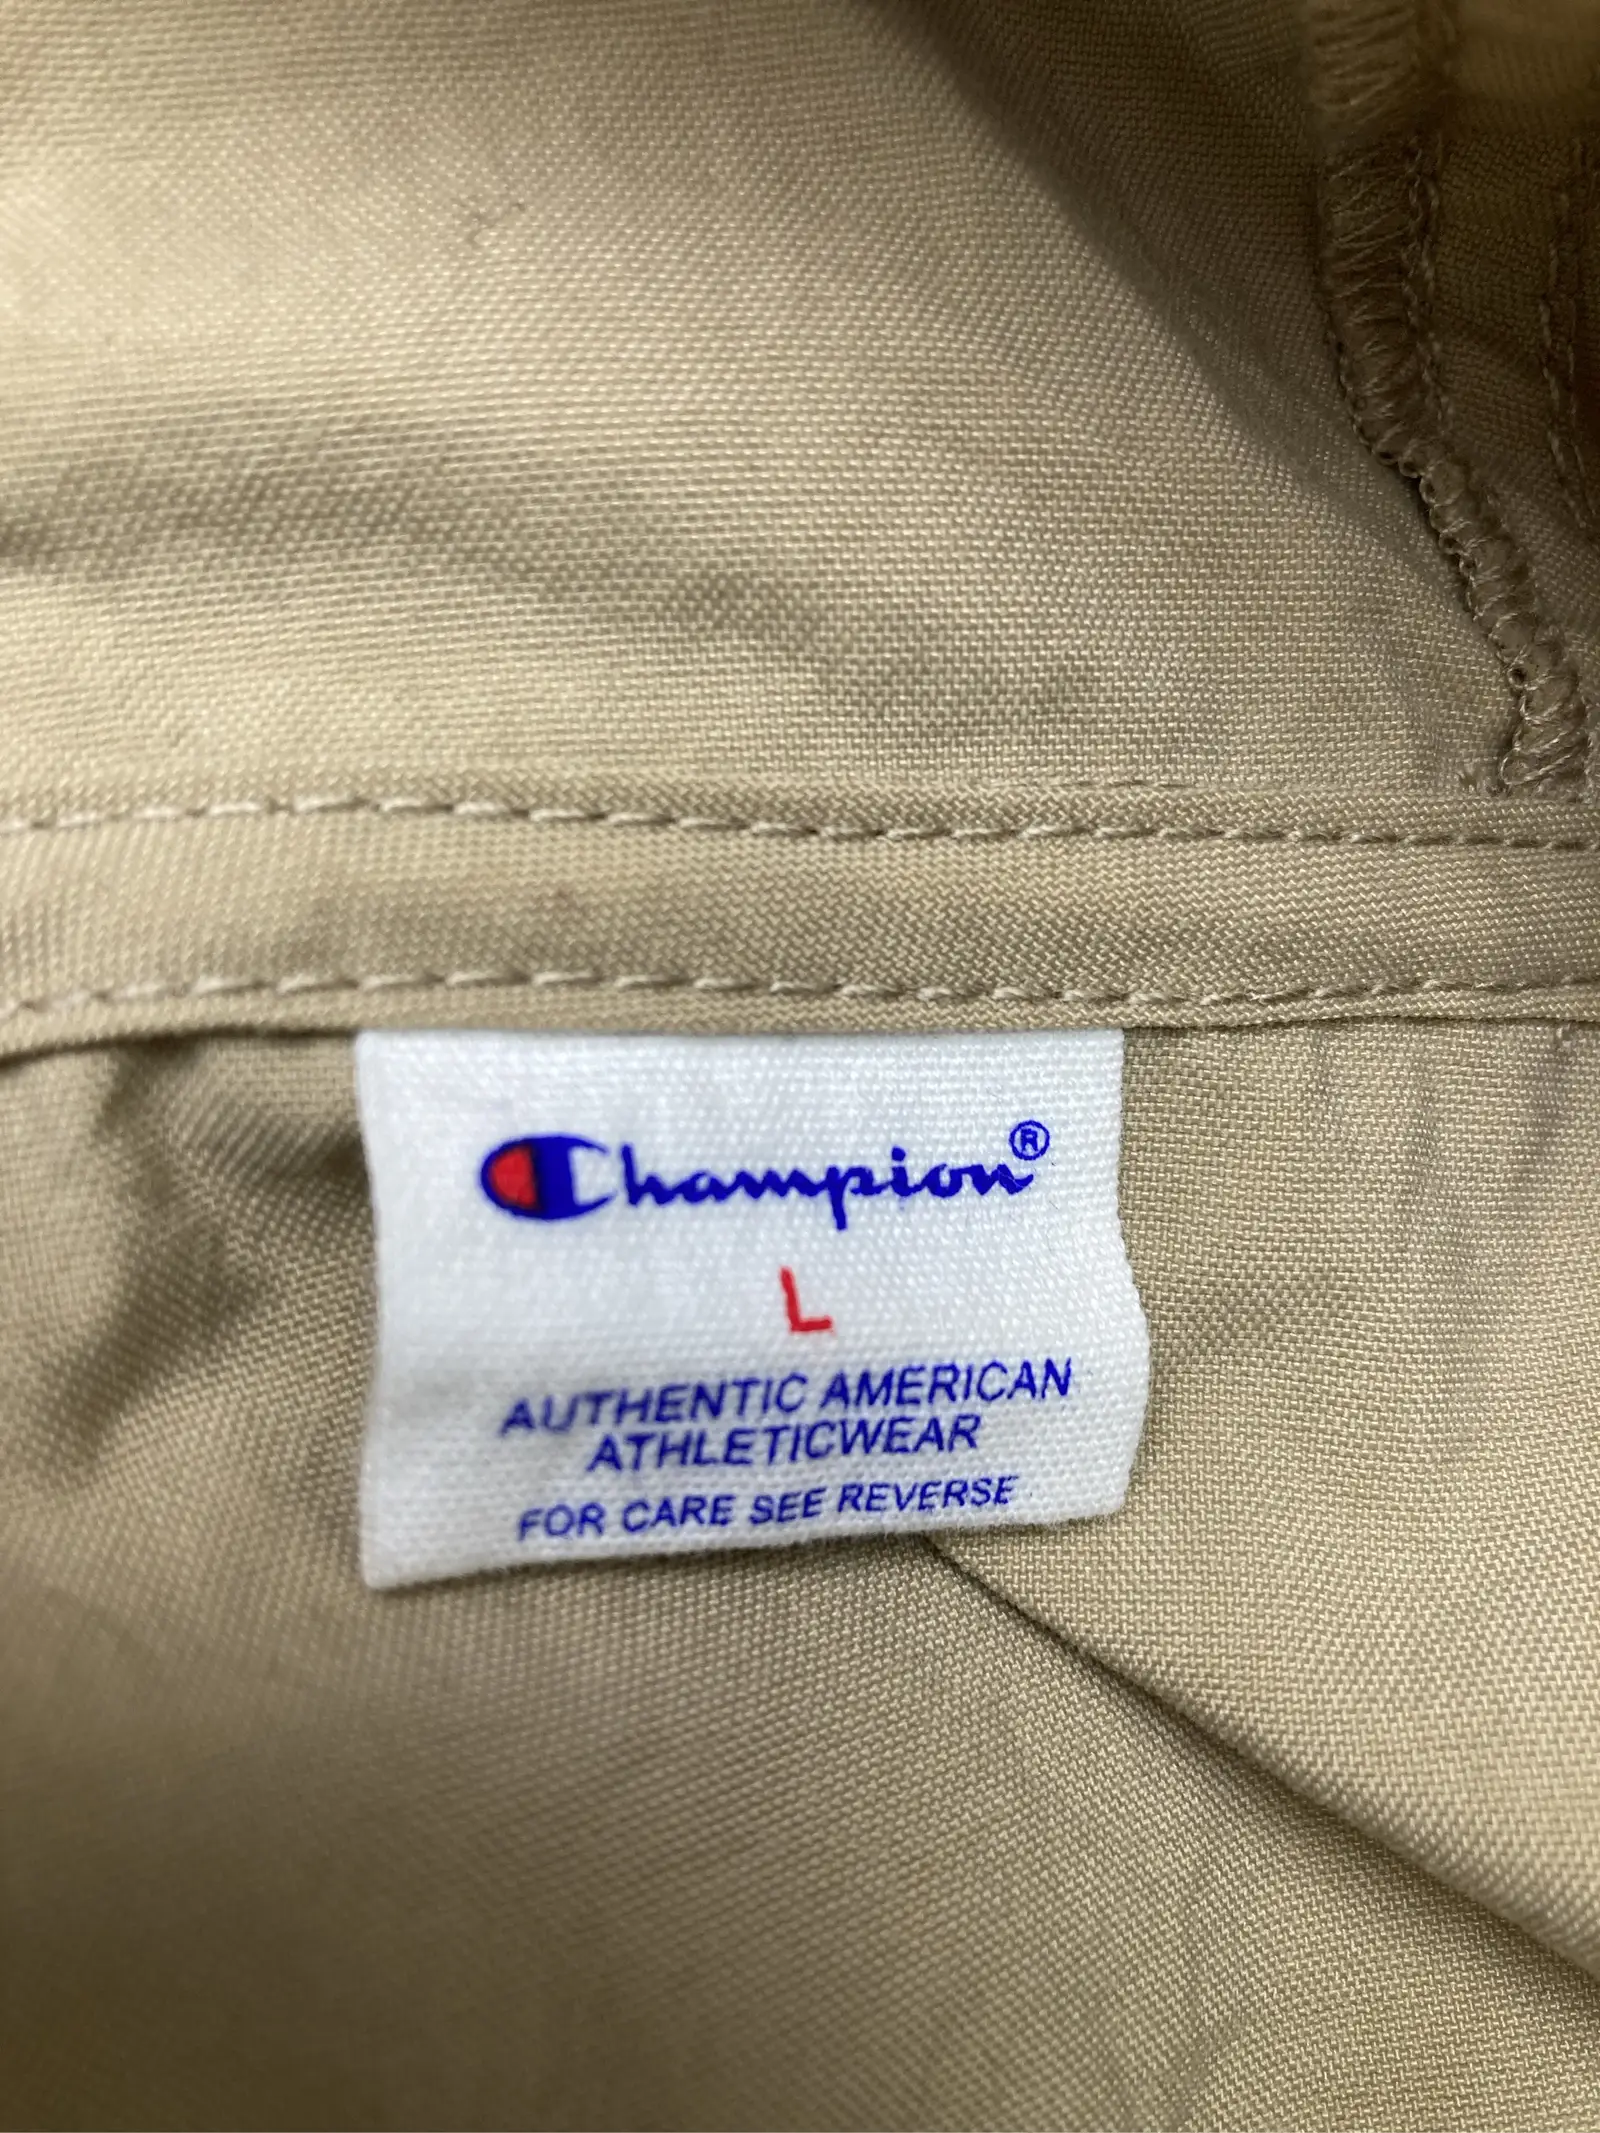 Champion®
L
AUTHENTIC AMERICAN
ATHLETICWEAR
FOR CARE SEE REVERSE